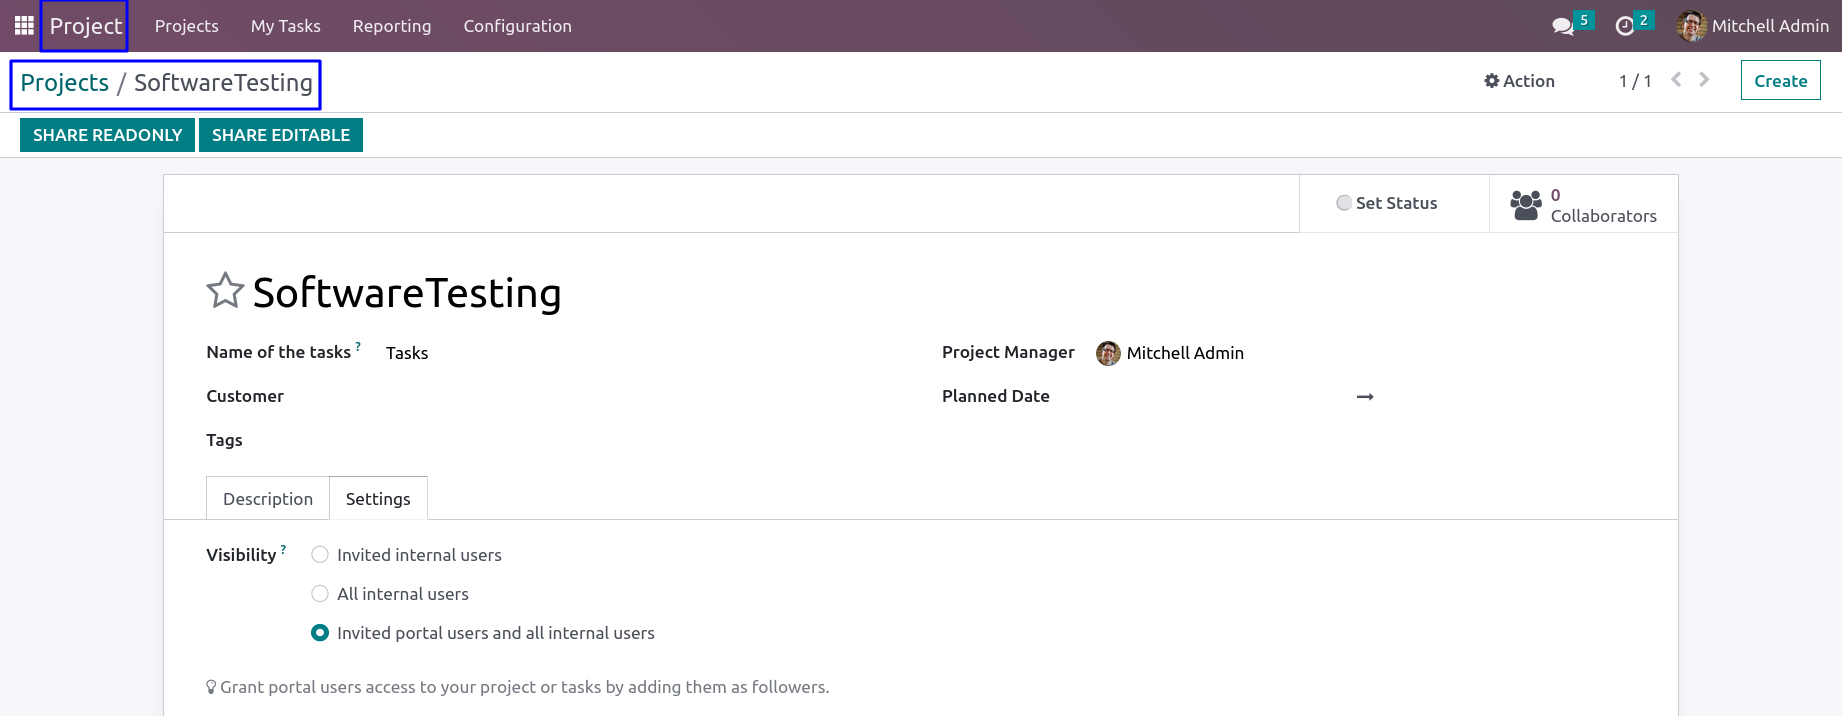 Project Projects My Tasks Reporting Configuration 5 2 Mitchell Admin
Projects / SoftwareTesting Action 1 / 1 Create
SHARE READONLY SHARE EDITABLE
Set Status 0 Collaborators
SoftwareTesting
Name of the tasks ? Tasks Project Manager Mitchell Admin
Customer Planned Date
Tags
Description Settings
Visibility ? Invited internal users
All internal users
Invited portal users and all internal users
Grant portal users access to your project or tasks by adding them as followers.